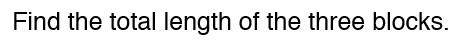 Find the total length of the three blocks.